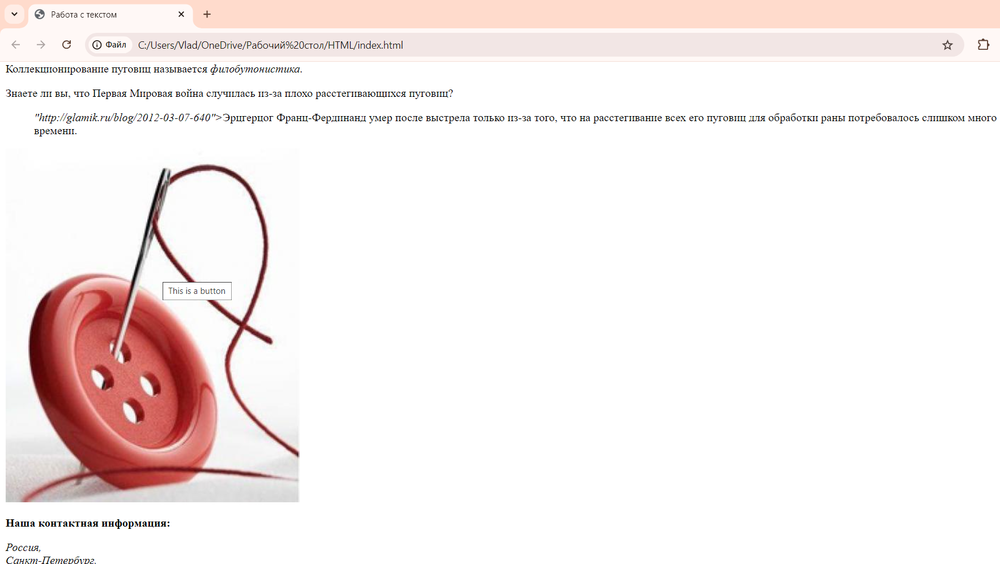 Работа с текстом
Файл
C:/Users/Vlad/OneDrive/Рабочий%20стол/HTML/index.html
Коллекционирование пуговиц называется филобутонистика.
Знаете ли вы, что Первая Мировая война случилась из-за плохо расстегивающихся пуговиц?
"http://glamik.ru/blog/2012-03-07-640">Эрцгерцог Франц-Фердинанд умер после выстрела только из-за того, что на расстегивание всех его пуговиц для обработки раны потребовалось слишком много
времени.
This is a button
Наша контактная информация:
Россия,
Санкт-Петербург.